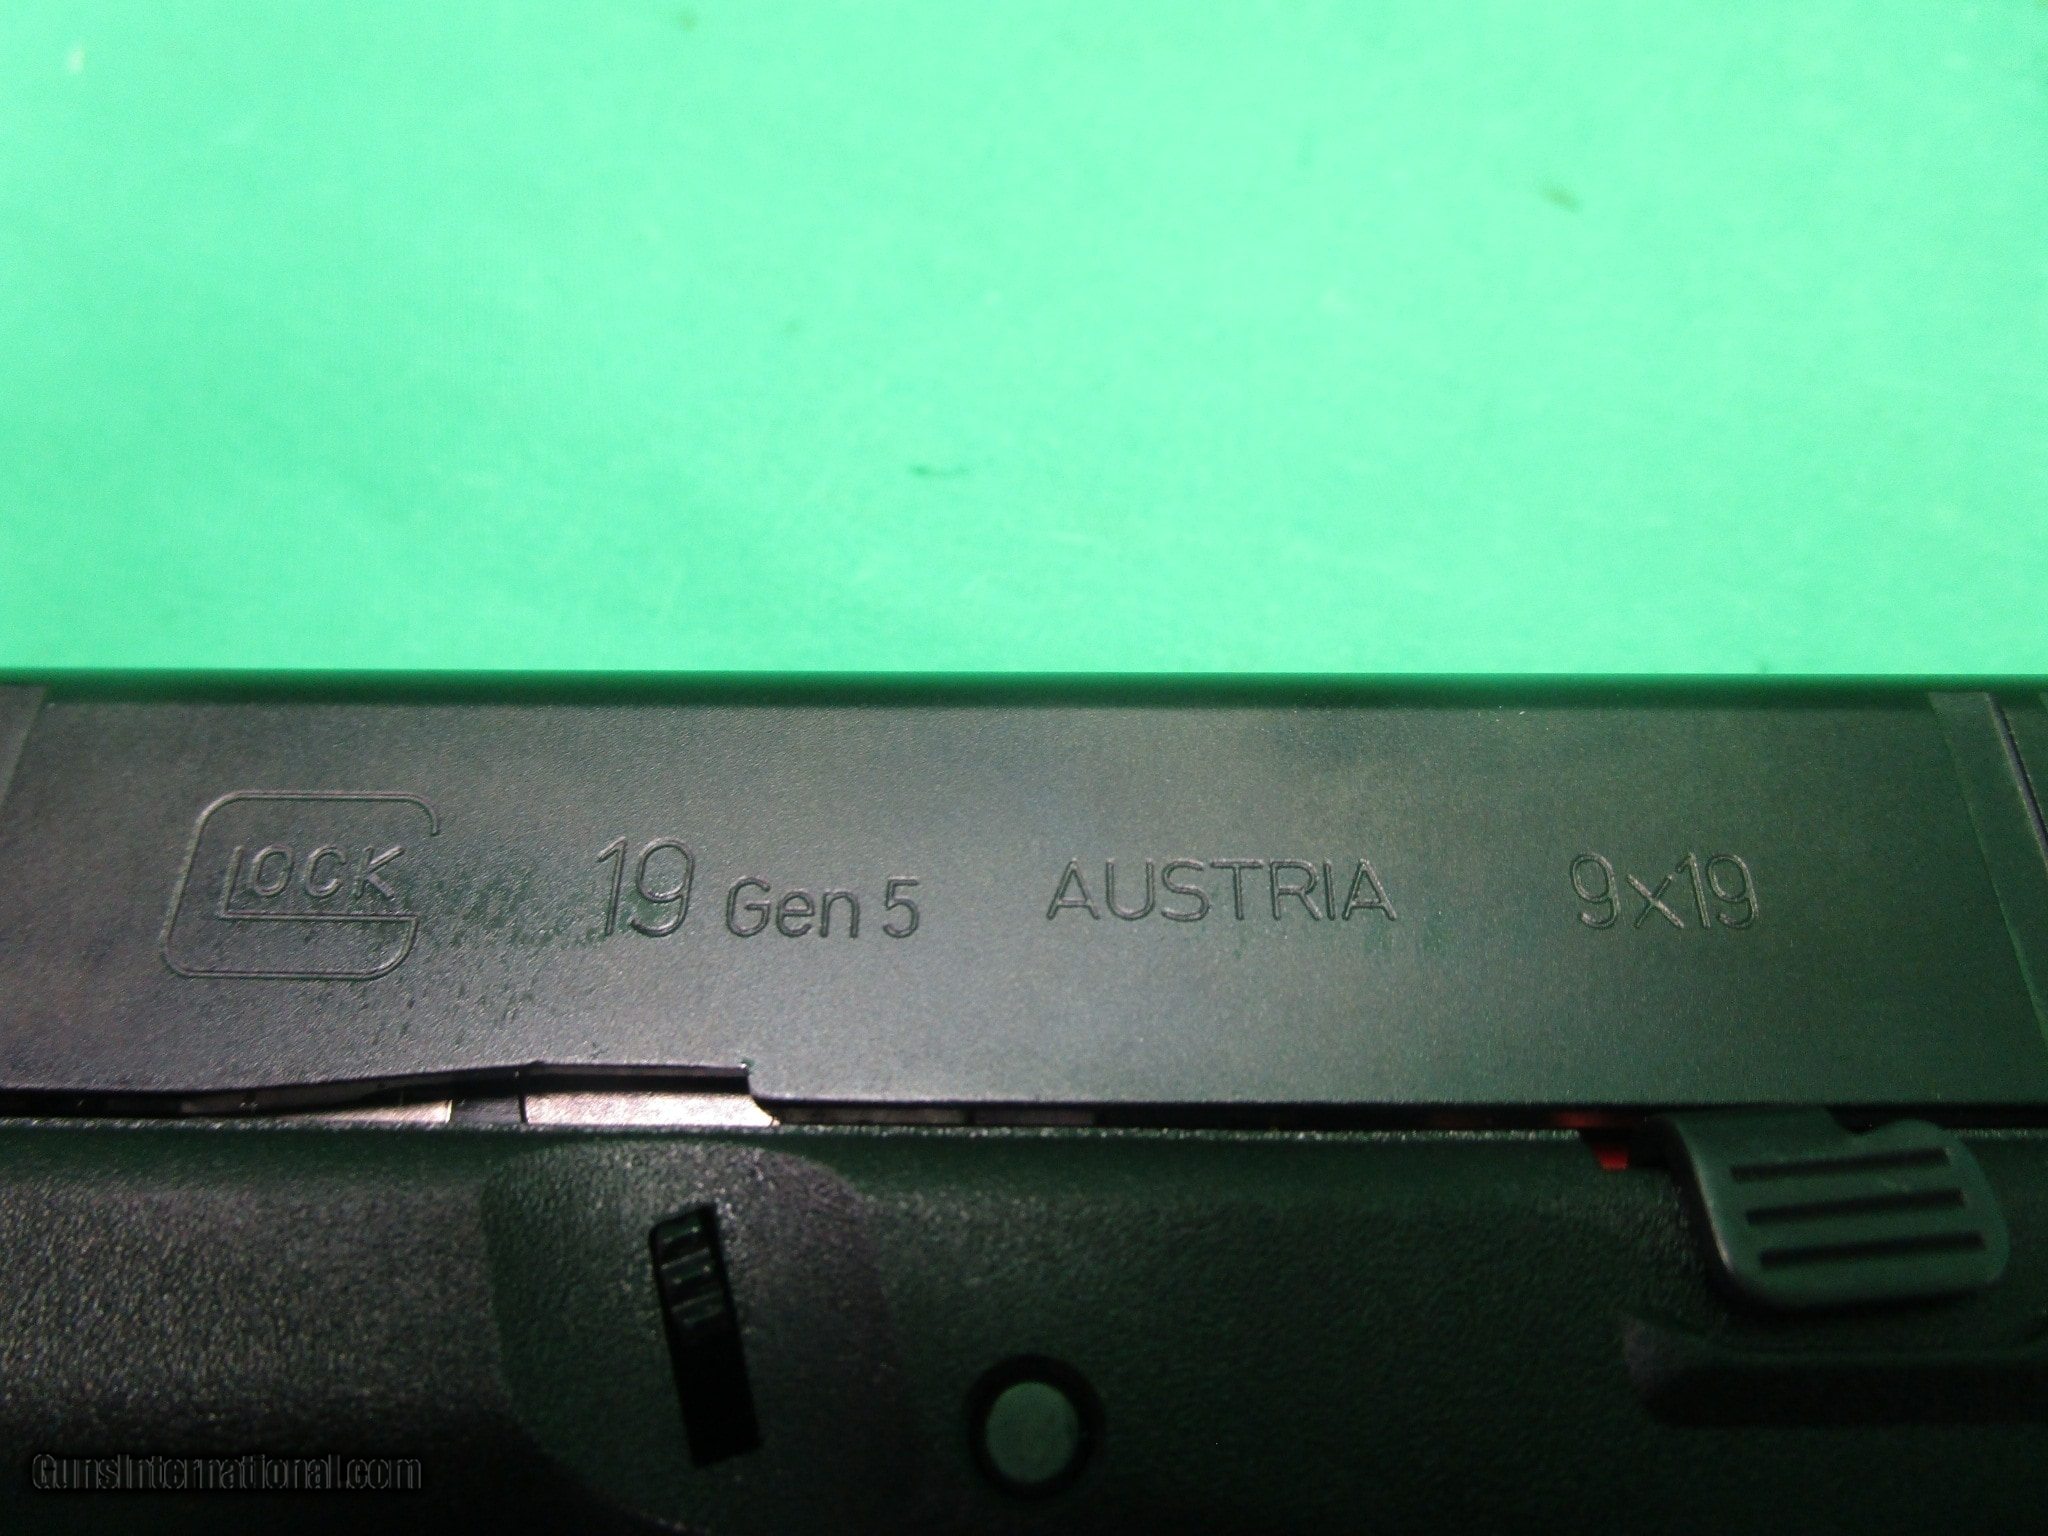 GLOCK 19 Gen 5 AUSTRIA 9x19
GunsInternational.com